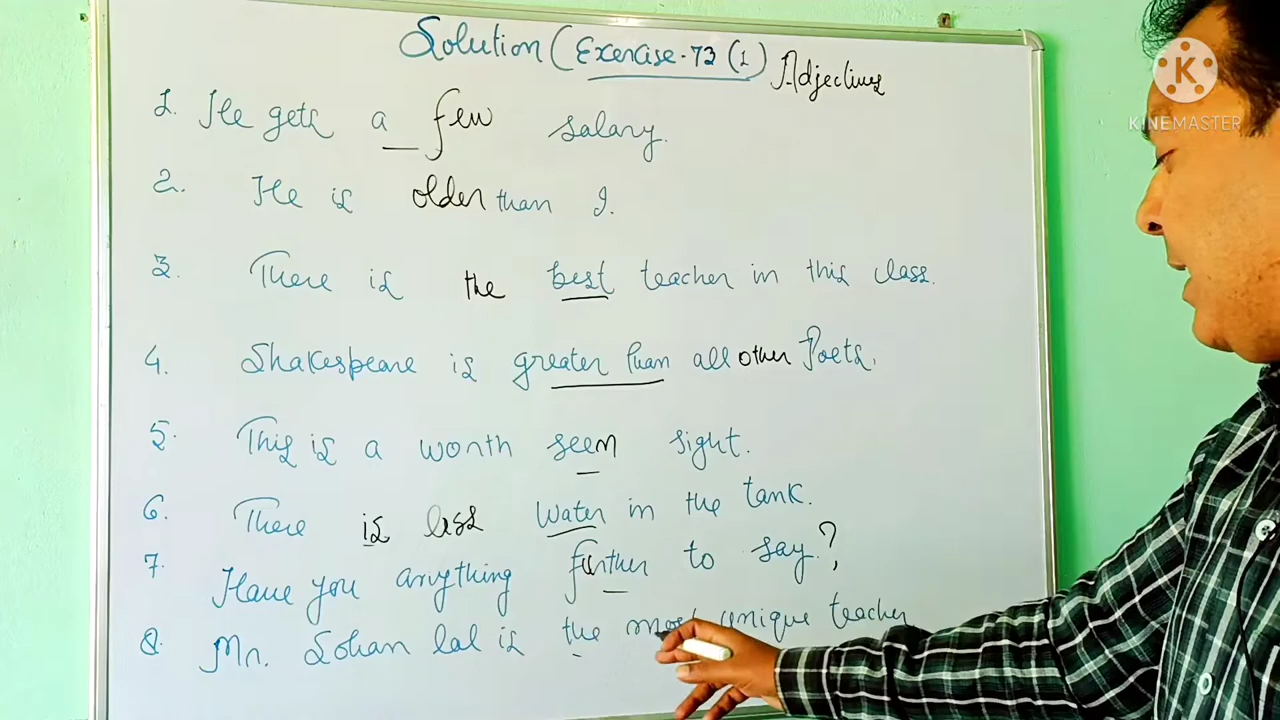 Solution (Exercise-73 (1) Adjectives
1. He gets a few salary.
2. He is older than I.
3. There is the best teacher in this class.
4. Shakespeare is greater than all other Poets.
5. This is a worth seen sight.
6. There is less water in the tank.
7. Have you anything further to say?
8. Mr. Sohan lal is the most unique teacher
K
KINEMASTER